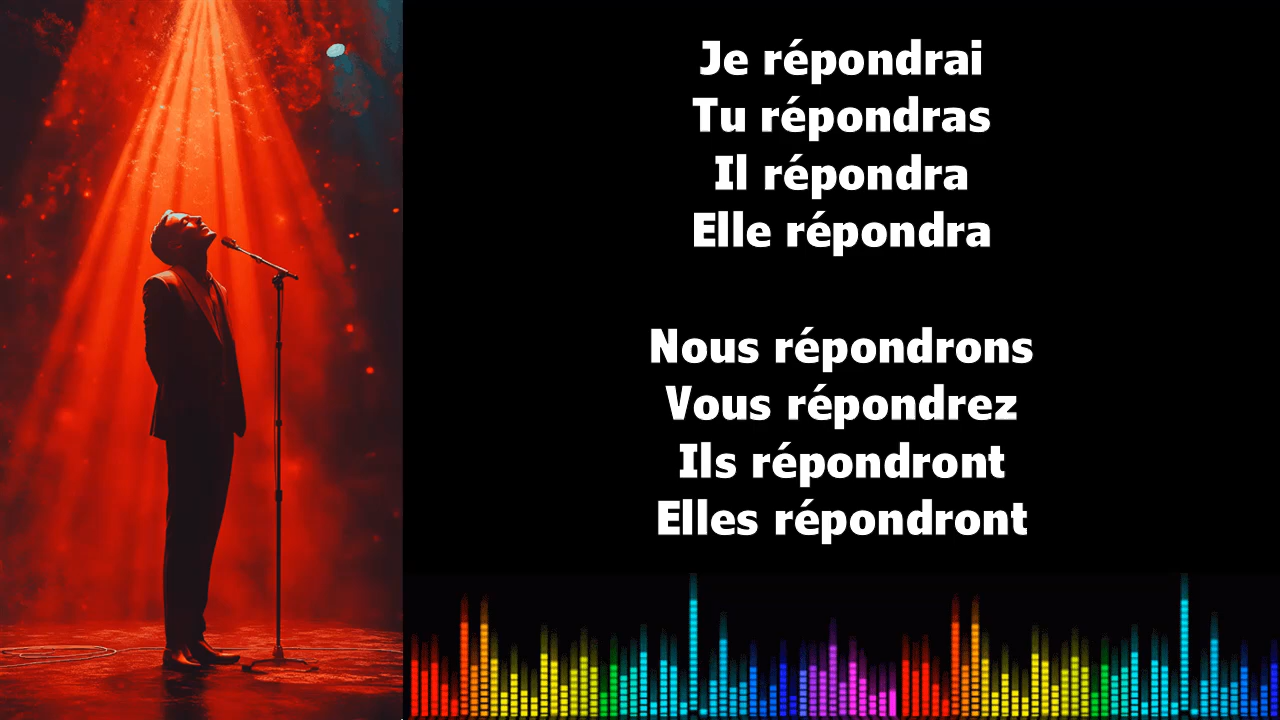 Je répondrai
Tu répondras
Il répondra
Elle répondra
Nous répondrons
Vous répondrez
Ils répondront
Elles répondront